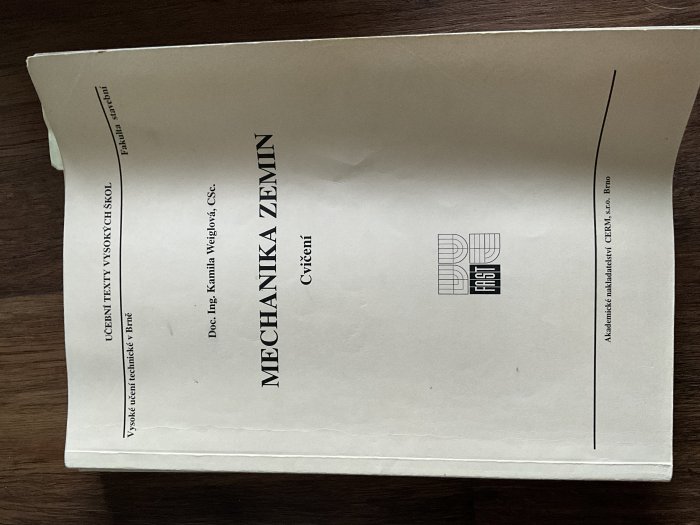 UČEBNÍ TEXTY VYSOKÝCH ŠKOL
Vysoké učení technické v Brně Fakulta stavební
Doc. Ing. Kamila Weiglová, CSc.
MECHANIKA ZEMIN
Cvičení
FAST
Akademické nakladatelství CERM, s.r.o. Brno